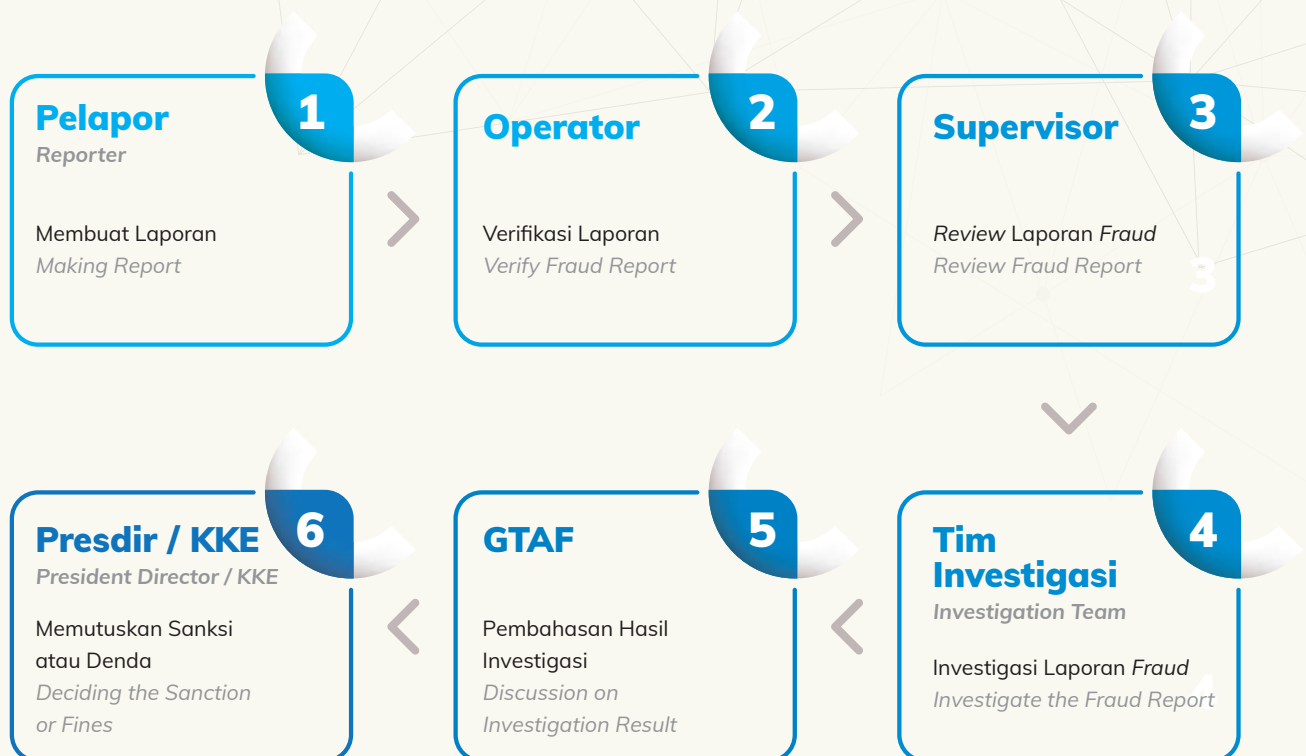 1
Pelapor
Reporter
Membuat Laporan
Making Report
2
Operator
Verifikasi Laporan
Verify Fraud Report
3
Supervisor
Review Laporan Fraud
Review Fraud Report
3
4
Tim
Investigasi
Investigation Team
Investigasi Laporan Fraud
Investigate the Fraud Report
4
5
GTAF
Pembahasan Hasil
Investigasi
Discussion on
Investigation Result
6
Presdir / KKE
President Director / KKE
Memutuskan Sanksi
atau Denda
Deciding the Sanction
or Fines